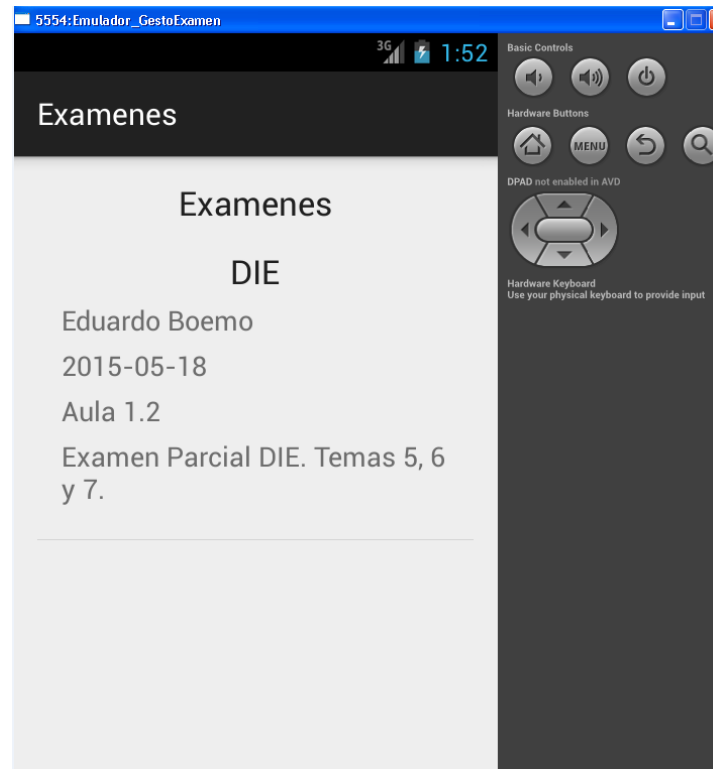 5554:Emulador_GestoExamen
3G 1:52
Examenes
Examenes
DIE
Eduardo Boemo
2015-05-18
Aula 1.2
Examen Parcial DIE. Temas 5, 6
y 7.
Basic Controls
Hardware Buttons
MENU
DPAD not enabled in AVD
Hardware Keyboard
Use your physical keyboard to provide input